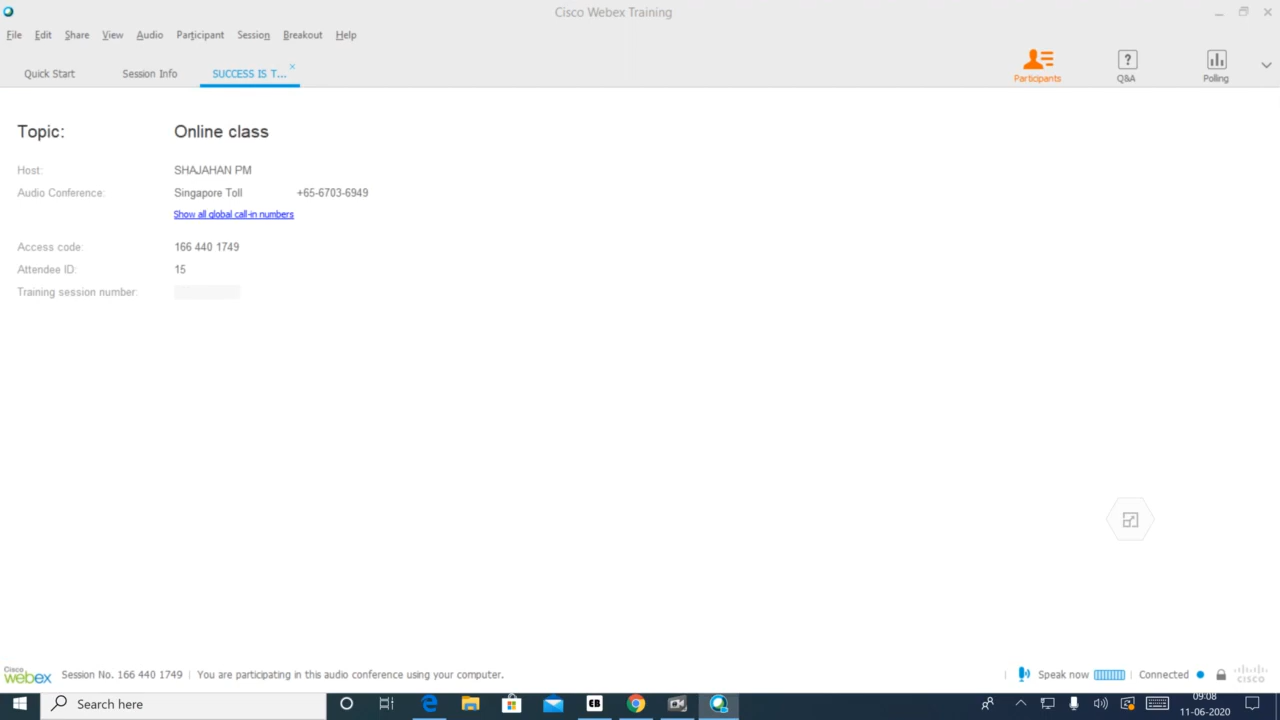 Cisco Webex Training
File Edit Share View Audio Participant Session Breakout Help
Quick Start Session Info SUCCESS IS T... ×
Participants Q&A Polling
Topic: Online class
Host: SHAJAHAN PM
Audio Conference: Singapore Toll +65-6703-6949
Show all global call-in numbers
Access code: 166 440 1749
Attendee ID: 15
Training session number:
Cisco webex Session No. 166 440 1749 You are participating in this audio conference using your computer. Speak now Connected cisco
Search here EB 09:08
11-06-2020